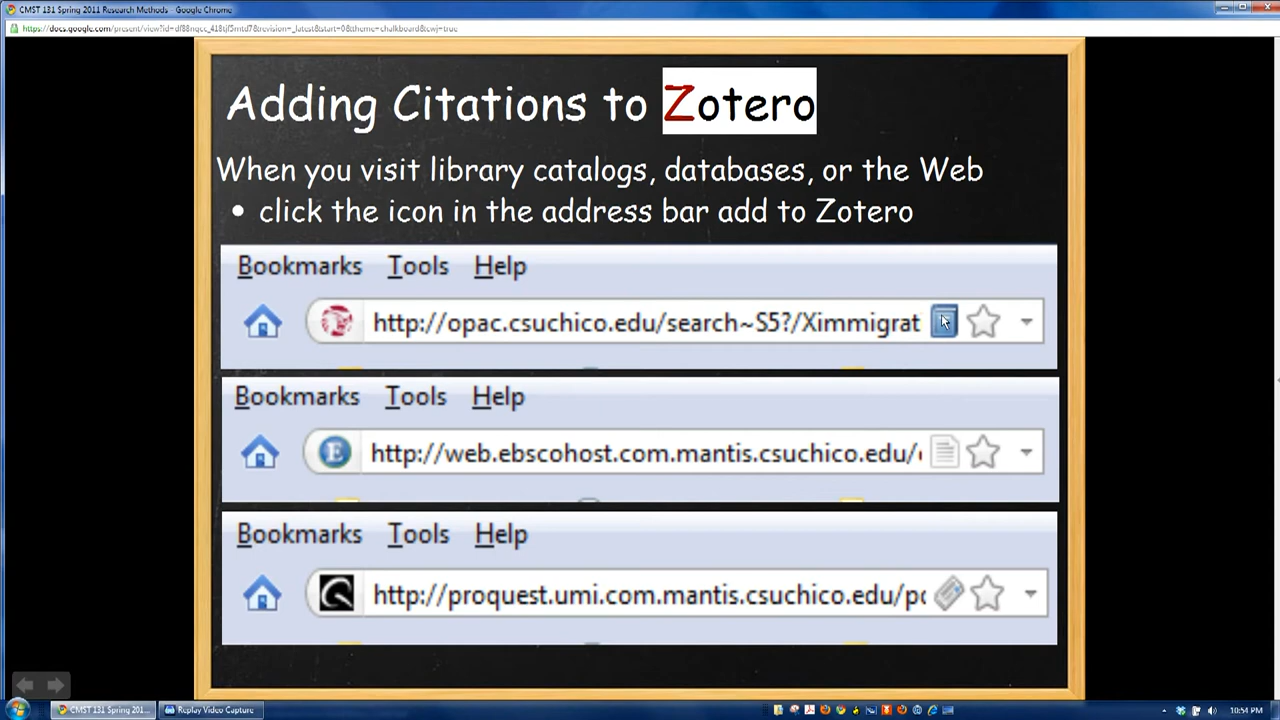 CMST 131 Spring 2011 Research Methods - Google Chrome
Adding Citations to Zotero
When you visit library catalogs, databases, or the Web
• click the icon in the address bar add to Zotero
Bookmarks Tools Help
http://opac.csuchico.edu/search~S5?/Ximmigrat
Bookmarks Tools Help
E http://web.ebscohost.com.mantis.csuchico.edu/
Bookmarks Tools Help
http://proquest.umi.com.mantis.csuchico.edu/p
CMST 131 Spring 201... Replay Video Capture 10:54 PM